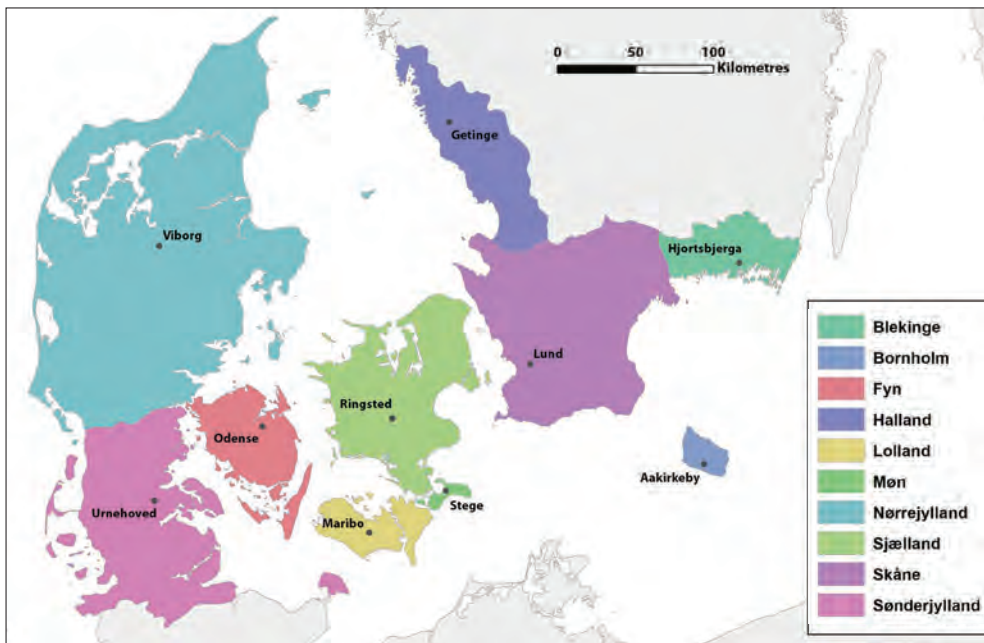 0 50 100
Kilometres
Getinge
Viborg
Hjortsbjerga
Lund
Ringsted
Odense
Aakirkeby
Stege
Urnehoved
Maribo
Blekinge
Bornholm
Fyn
Halland
Lolland
Møn
Nørrejylland
Sjælland
Skåne
Sønderjylland